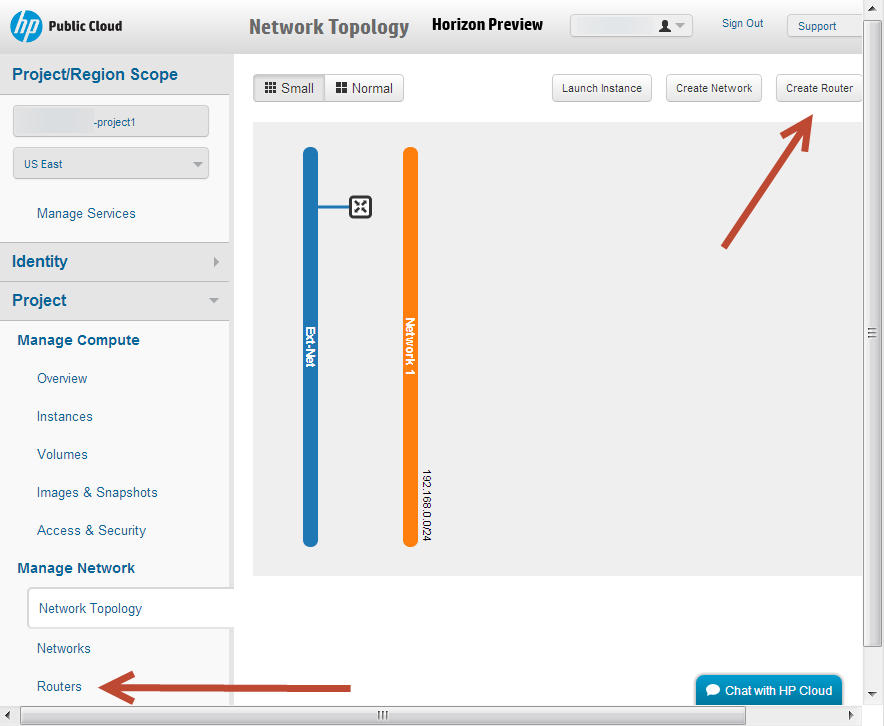 hp Public Cloud
Network Topology
Horizon Preview
Sign Out
Support
Project/Region Scope
-project1
US East
Manage Services
Identity
Project
Manage Compute
Overview
Instances
Volumes
Images & Snapshots
Access & Security
Manage Network
Network Topology
Networks
Routers
Small
Normal
Launch Instance
Create Network
Create Router
Ext-Net
Network 1
192.168.0.0/24
Chat with HP Cloud